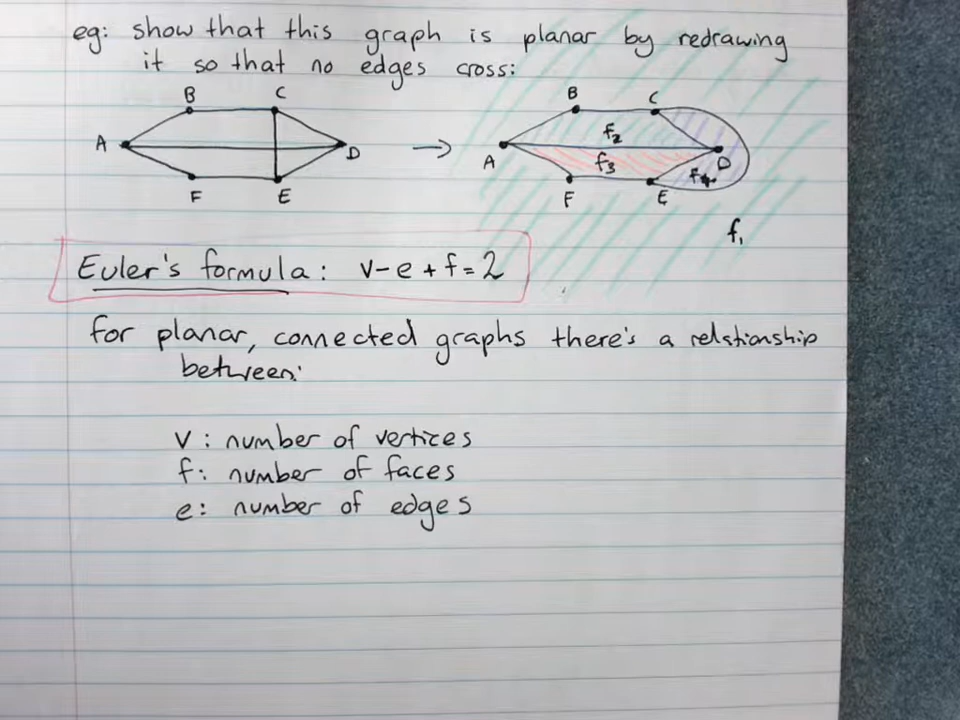 eg: show that this graph is planar by redrawing
it so that no edges cross:
B C
A D
F E
→
B C
A f2 D
f3 f4
F E
f1
Euler's formula: v-e+f=2
for planar, connected graphs there's a relationship
between:
v: number of vertices
f: number of faces
e: number of edges